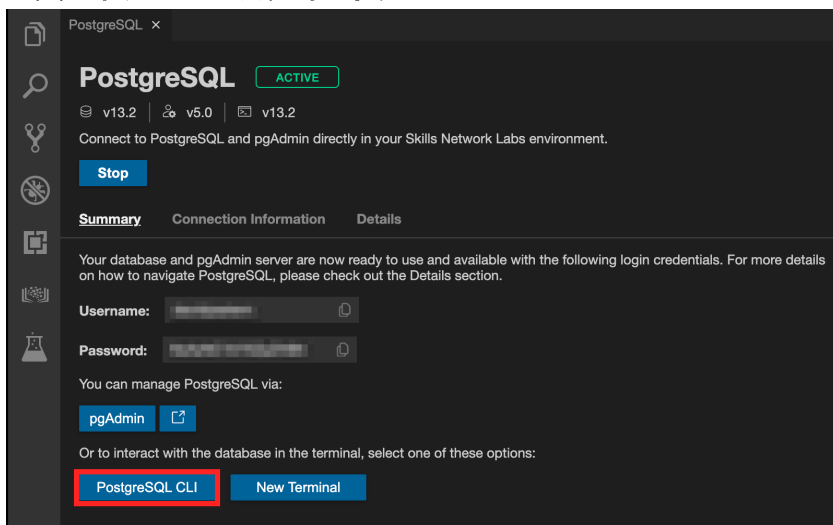 PostgreSQL ×
PostgreSQL ACTIVE
v13.2 v5.0 v13.2
Connect to PostgreSQL and pgAdmin directly in your Skills Network Labs environment.
Stop
Summary Connection Information Details
Your database and pgAdmin server are now ready to use and available with the following login credentials. For more details
on how to navigate PostgreSQL, please check out the Details section.
Username:
Password:
You can manage PostgreSQL via:
pgAdmin
Or to interact with the database in the terminal, select one of these options:
PostgreSQL CLI New Terminal